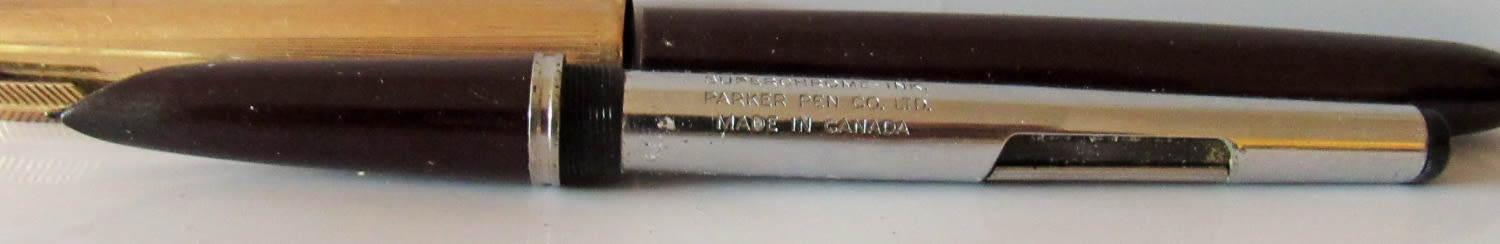 SUPERCHROME INK.
PARKER PEN CO. LTD.
MADE IN CANADA